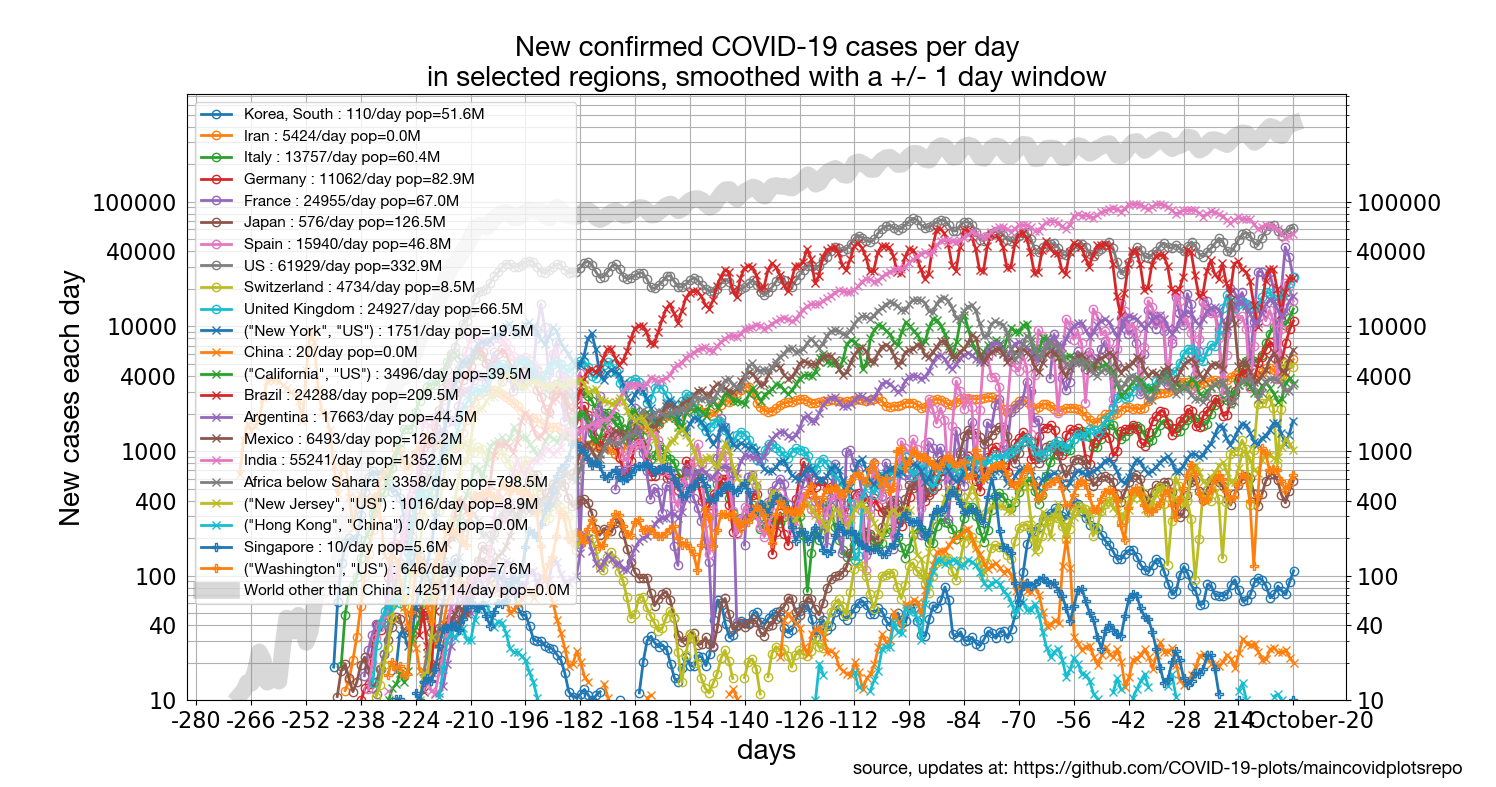 New confirmed COVID-19 cases per day
in selected regions, smoothed with a +/- 1 day window
Korea, South : 110/day pop=51.6M
Iran : 5424/day pop=0.0M
Italy : 13757/day pop=60.4M
Germany : 11062/day pop=82.9M
France : 24955/day pop=67.0M
Japan : 576/day pop=126.5M
Spain : 15940/day pop=46.8M
US : 61929/day pop=332.9M
Switzerland : 4734/day pop=8.5M
United Kingdom : 24927/day pop=66.5M
("New York", "US") : 1751/day pop=19.5M
China : 20/day pop=0.0M
("California", "US") : 3496/day pop=39.5M
Brazil : 24288/day pop=209.5M
Argentina : 17663/day pop=44.5M
Mexico : 6493/day pop=126.2M
India : 55241/day pop=1352.6M
Africa below Sahara : 3358/day pop=798.5M
("New Jersey", "US") : 1016/day pop=8.9M
("Hong Kong", "China") : 0/day pop=0.0M
Singapore : 10/day pop=5.6M
("Washington", "US") : 646/day pop=7.6M
World other than China : 425114/day pop=0.0M
New cases each day
100000
40000
10000
4000
1000
400
100
40
10
100000
40000
10000
4000
1000
400
100
40
10
-280 -266 -252 -238 -224 -210 -196 -182 -168 -154 -140 -126 -112 -98 -84 -70 -56 -42 -28 -14 21-October-20
days
source, updates at: https://github.com/COVID-19-plots/maincovidplotsrepo